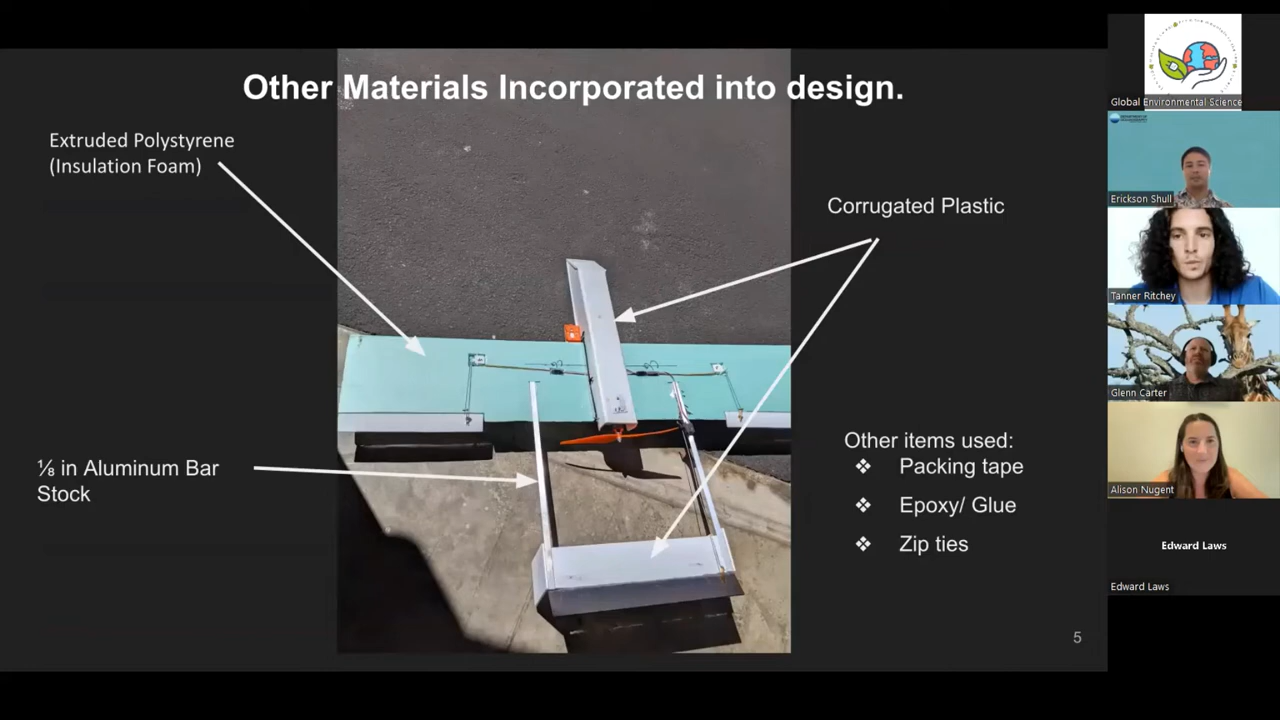 Other Materials Incorporated into design.
Extruded Polystyrene
(Insulation Foam)
Corrugated Plastic
⅛ in Aluminum Bar
Stock
Other items used:
❖ Packing tape
❖ Epoxy/ Glue
❖ Zip ties
5
Global Environmental Science
Erickson Shull
Tanner Ritchey
Glenn Carter
Alison Nugent
Edward Laws
Edward Laws